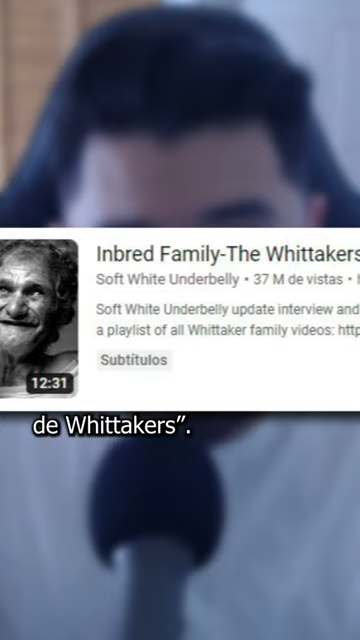 Inbred Family-The Whittakers
Soft White Underbelly • 37 M de vistas •
Soft White Underbelly update interview and
a playlist of all Whittaker family videos:
Subtítulos
12:31
de Whittakers”.